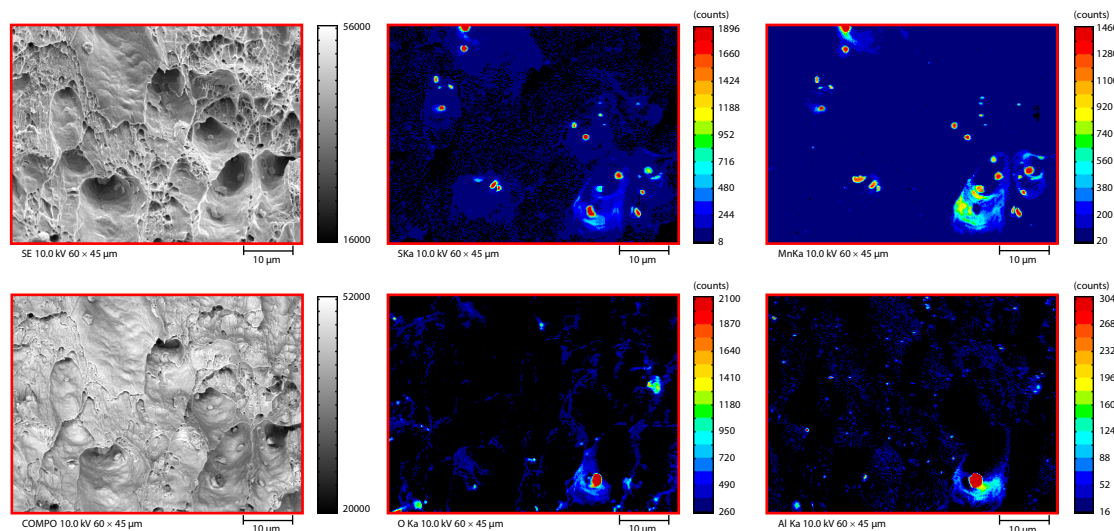 56000
16000
SE 10.0 kV 60 × 45 µm
10 µm
(counts)
1896
1660
1424
1188
952
716
480
244
8
SKa 10.0 kV 60 × 45 µm
10 µm
(counts)
1460
1280
1100
920
740
560
380
200
20
MnKa 10.0 kV 60 × 45 µm
10 µm
52000
20000
COMPO 10.0 kV 60 × 45 µm
10 µm
(counts)
2100
1870
1640
1410
1180
950
720
490
260
O Ka 10.0 kV 60 × 45 µm
10 µm
(counts)
304
268
232
196
160
124
88
52
16
Al Ka 10.0 kV 60 × 45 µm
10 µm